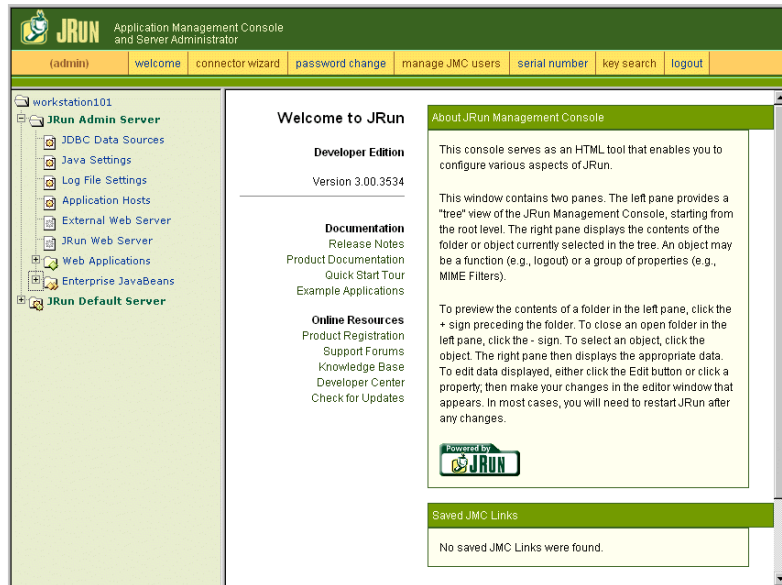 JRUN
Application Management Console
and Server Administrator
(admin)
welcome
connector wizard
password change
manage JMC users
serial number
key search
logout
workstation101
JRun Admin Server
JDBC Data Sources
Java Settings
Log File Settings
Application Hosts
External Web Server
JRun Web Server
Web Applications
Enterprise JavaBeans
JRun Default Server
Welcome to JRun
Developer Edition
Version 3.00.3534
Documentation
Release Notes
Product Documentation
Quick Start Tour
Example Applications
Online Resources
Product Registration
Support Forums
Knowledge Base
Developer Center
Check for Updates
About JRun Management Console
This console serves as an HTML tool that enables you to
configure various aspects of JRun.
This window contains two panes. The left pane provides a
"tree" view of the JRun Management Console, starting from
the root level. The right pane displays the contents of the
folder or object currently selected in the tree. An object may
be a function (e.g., logout) or a group of properties (e.g.,
MIME Filters).
To preview the contents of a folder in the left pane, click the
+ sign preceding the folder. To close an open folder in the
left pane, click the - sign. To select an object, click the
object. The right pane then displays the appropriate data.
To edit data displayed, either click the Edit button or click a
property; then make your changes in the editor window that
appears. In most cases, you will need to restart JRun after
any changes.
Powered by
JRUN
Saved JMC Links
No saved JMC Links were found.